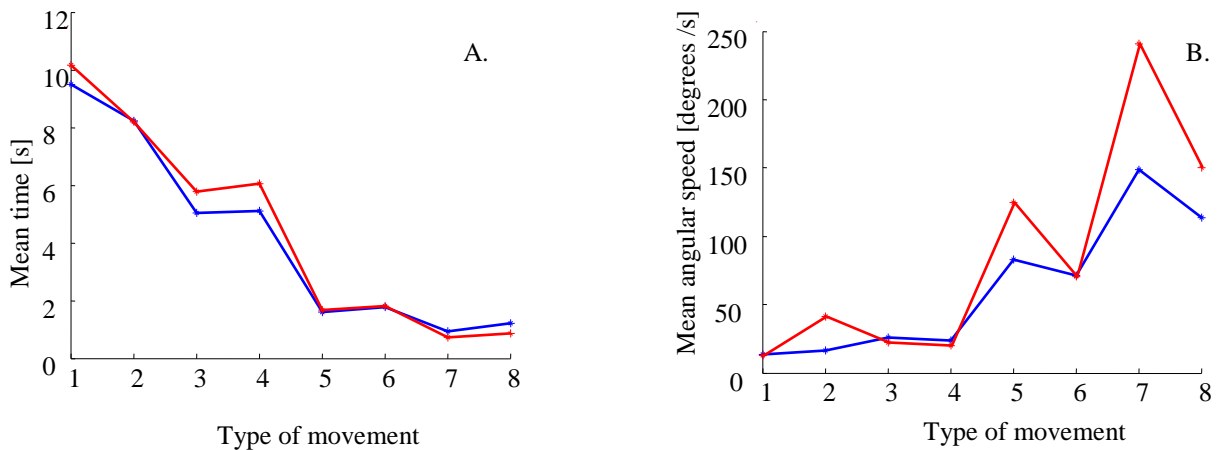 A.
Mean time [s]
12
10
8
6
4
2
0
1 2 3 4 5 6 7 8
Type of movement
B.
Mean angular speed [degrees /s]
250
200
150
100
50
0
1 2 3 4 5 6 7 8
Type of movement